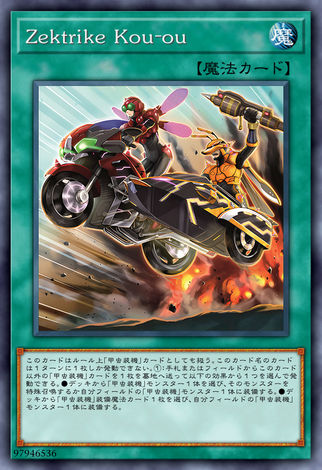 Zektrike Kou-ou
魔
【魔法カード】
このカードはルール上「甲虫装機」カードとしても扱う。このカード名のカード
は１ターンに１枚しか発動できない。①：手札またはフィールドからこのカード
以外の「甲虫装機」カードを１枚を墓地へ送って以下の効果から１つを選んで発
動できる。●デッキから「甲虫装機」モンスター１体を選び、そのモンスターを
特殊召喚するか自分フィールドの「甲虫装機」モンスター１体に装備する。●デ
ッキから「甲虫装機」装備魔法カード１枚を選び、自分フィールドの「甲虫装機」
モンスター１体に装備する。
97946536